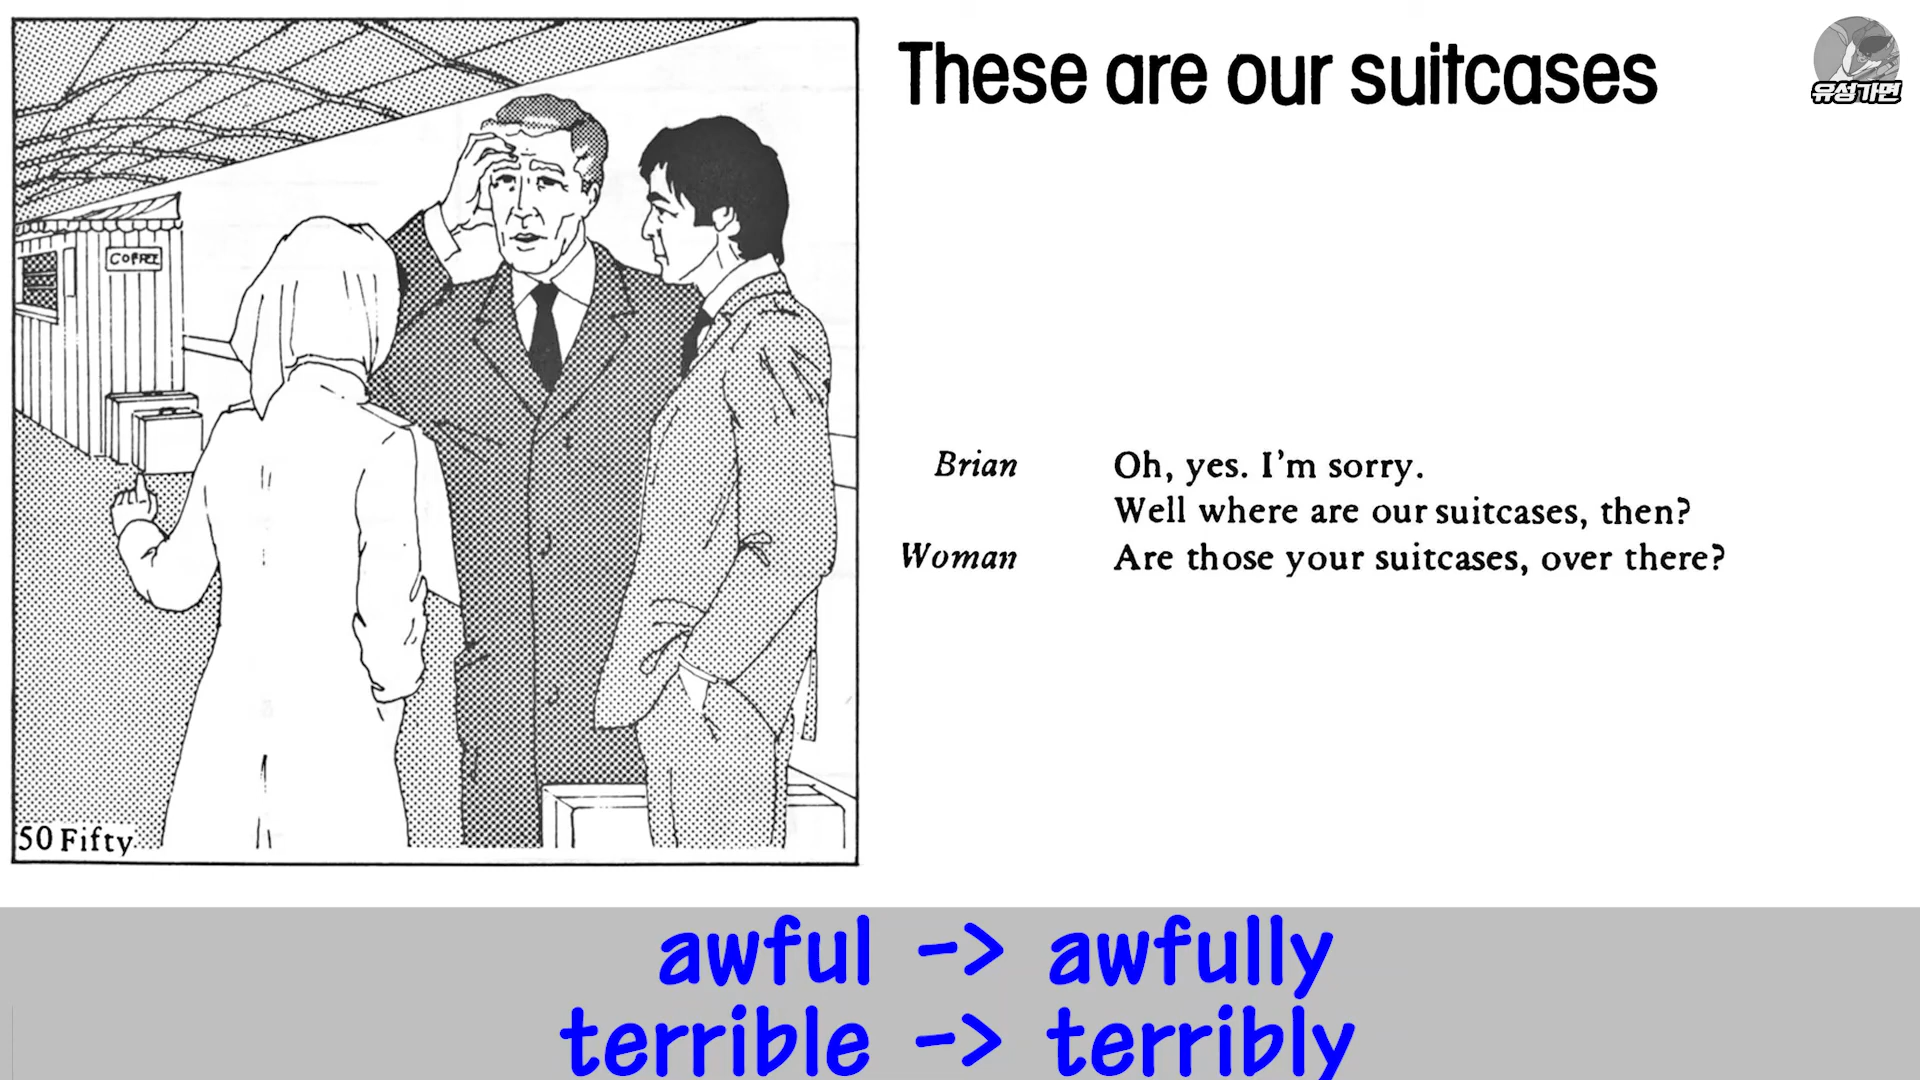 These are our suitcases
유성가면
COFFEE
Brian Oh, yes. I'm sorry.
Well where are our suitcases, then?
Woman Are those your suitcases, over there?
50 Fifty
awful -> awfully
terrible -> terribly